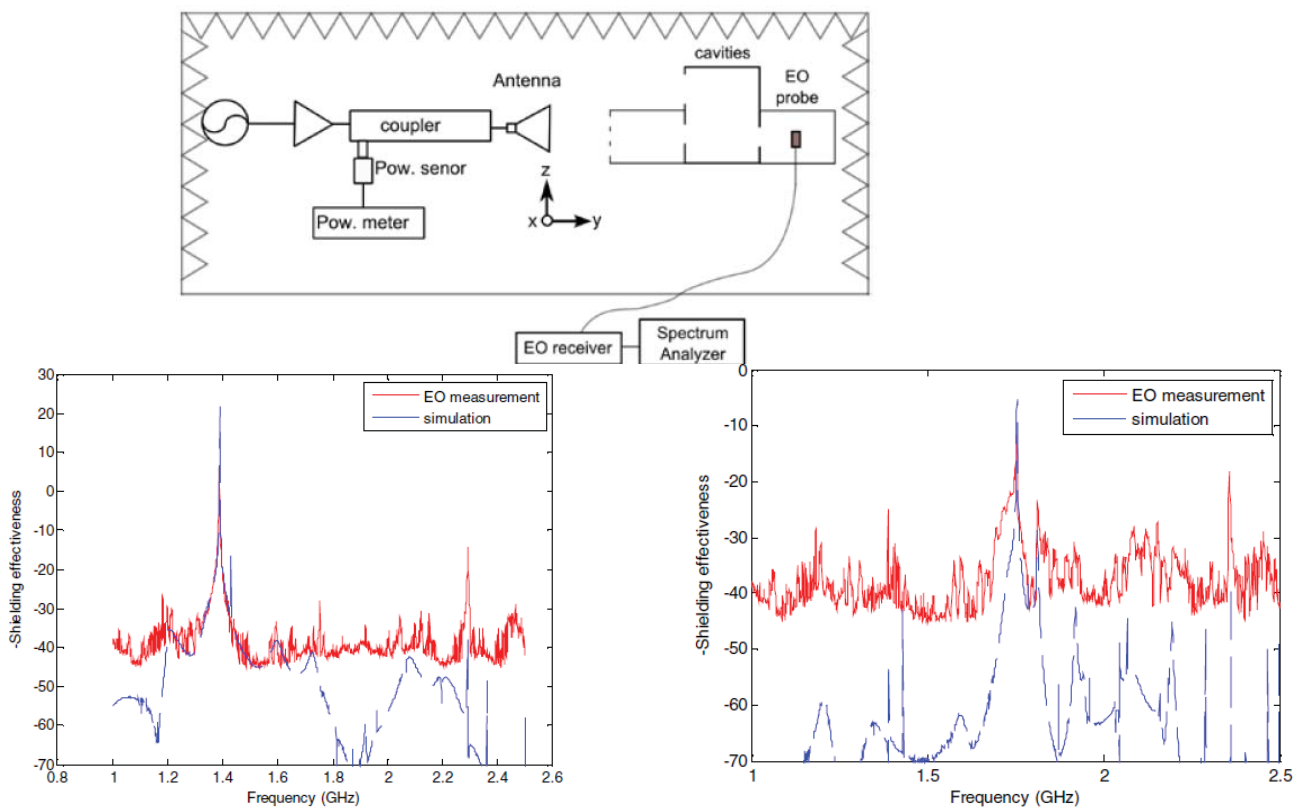 cavities
Antenna
EO
probe
coupler
Pow. senor
z
Pow. meter
x
y
EO receiver
Spectrum
Analyzer
30
20
10
0
-10
-20
-30
-40
-50
-60
-70
-Shielding effectiveness
EO measurement
simulation
0.8
1
1.2
1.4
1.6
1.8
2
2.2
2.4
2.6
Frequency (GHz)
0
-10
-20
-30
-40
-50
-60
-70
-Shielding effectiveness
EO measurement
simulation
1
1.5
2
2.5
Frequency (GHz)